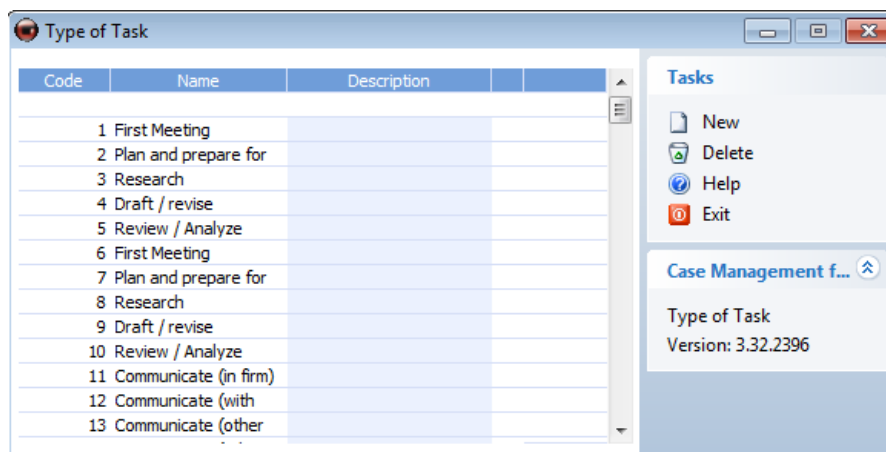 Type of Task
Code Name Description
1 First Meeting
2 Plan and prepare for
3 Research
4 Draft / revise
5 Review / Analyze
6 First Meeting
7 Plan and prepare for
8 Research
9 Draft / revise
10 Review / Analyze
11 Communicate (in firm)
12 Communicate (with
13 Communicate (other
Tasks
New
Delete
Help
Exit
Case Management f...
Type of Task
Version: 3.32.2396